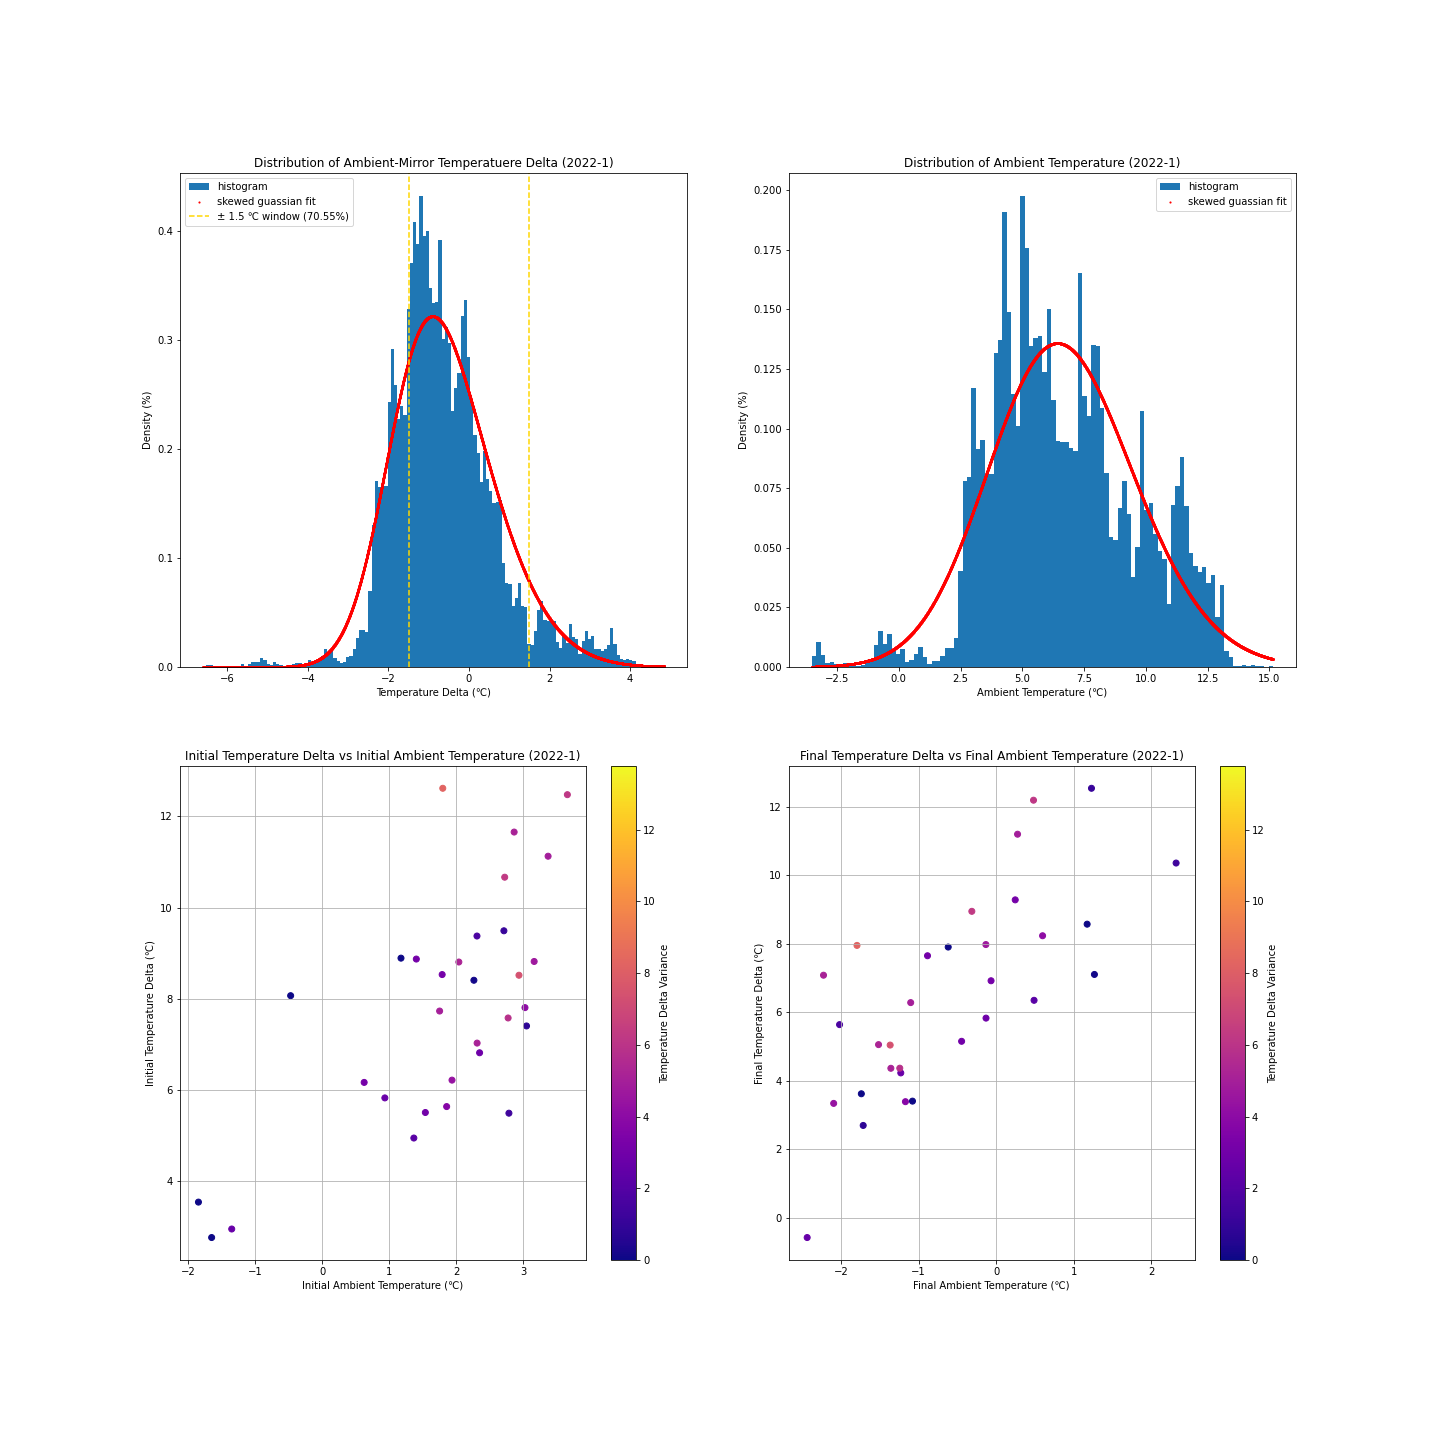 Distribution of Ambient-Mirror Temperatuere Delta (2022-1)
histogram
skewed guassian fit
± 1.5 ℃ window (70.55%)
Density (%)
0.4
0.3
0.2
0.1
0.0
−6 −4 −2 0 2 4
Temperature Delta (℃)
Distribution of Ambient Temperature (2022-1)
histogram
skewed guassian fit
Density (%)
0.200
0.175
0.150
0.125
0.100
0.075
0.050
0.025
0.000
−2.5 0.0 2.5 5.0 7.5 10.0 12.5 15.0
Ambient Temperature (℃)
Initial Temperature Delta vs Initial Ambient Temperature (2022-1)
Initial Temperature Delta (℃)
12
10
8
6
4
−2 −1 0 1 2 3
Initial Ambient Temperature (℃)
12
10
8
6
4
2
0
Temperature Delta Variance
Final Temperature Delta vs Final Ambient Temperature (2022-1)
Final Temperature Delta (℃)
12
10
8
6
4
2
0
−2 −1 0 1 2
Final Ambient Temperature (℃)
12
10
8
6
4
2
0
Temperature Delta Variance